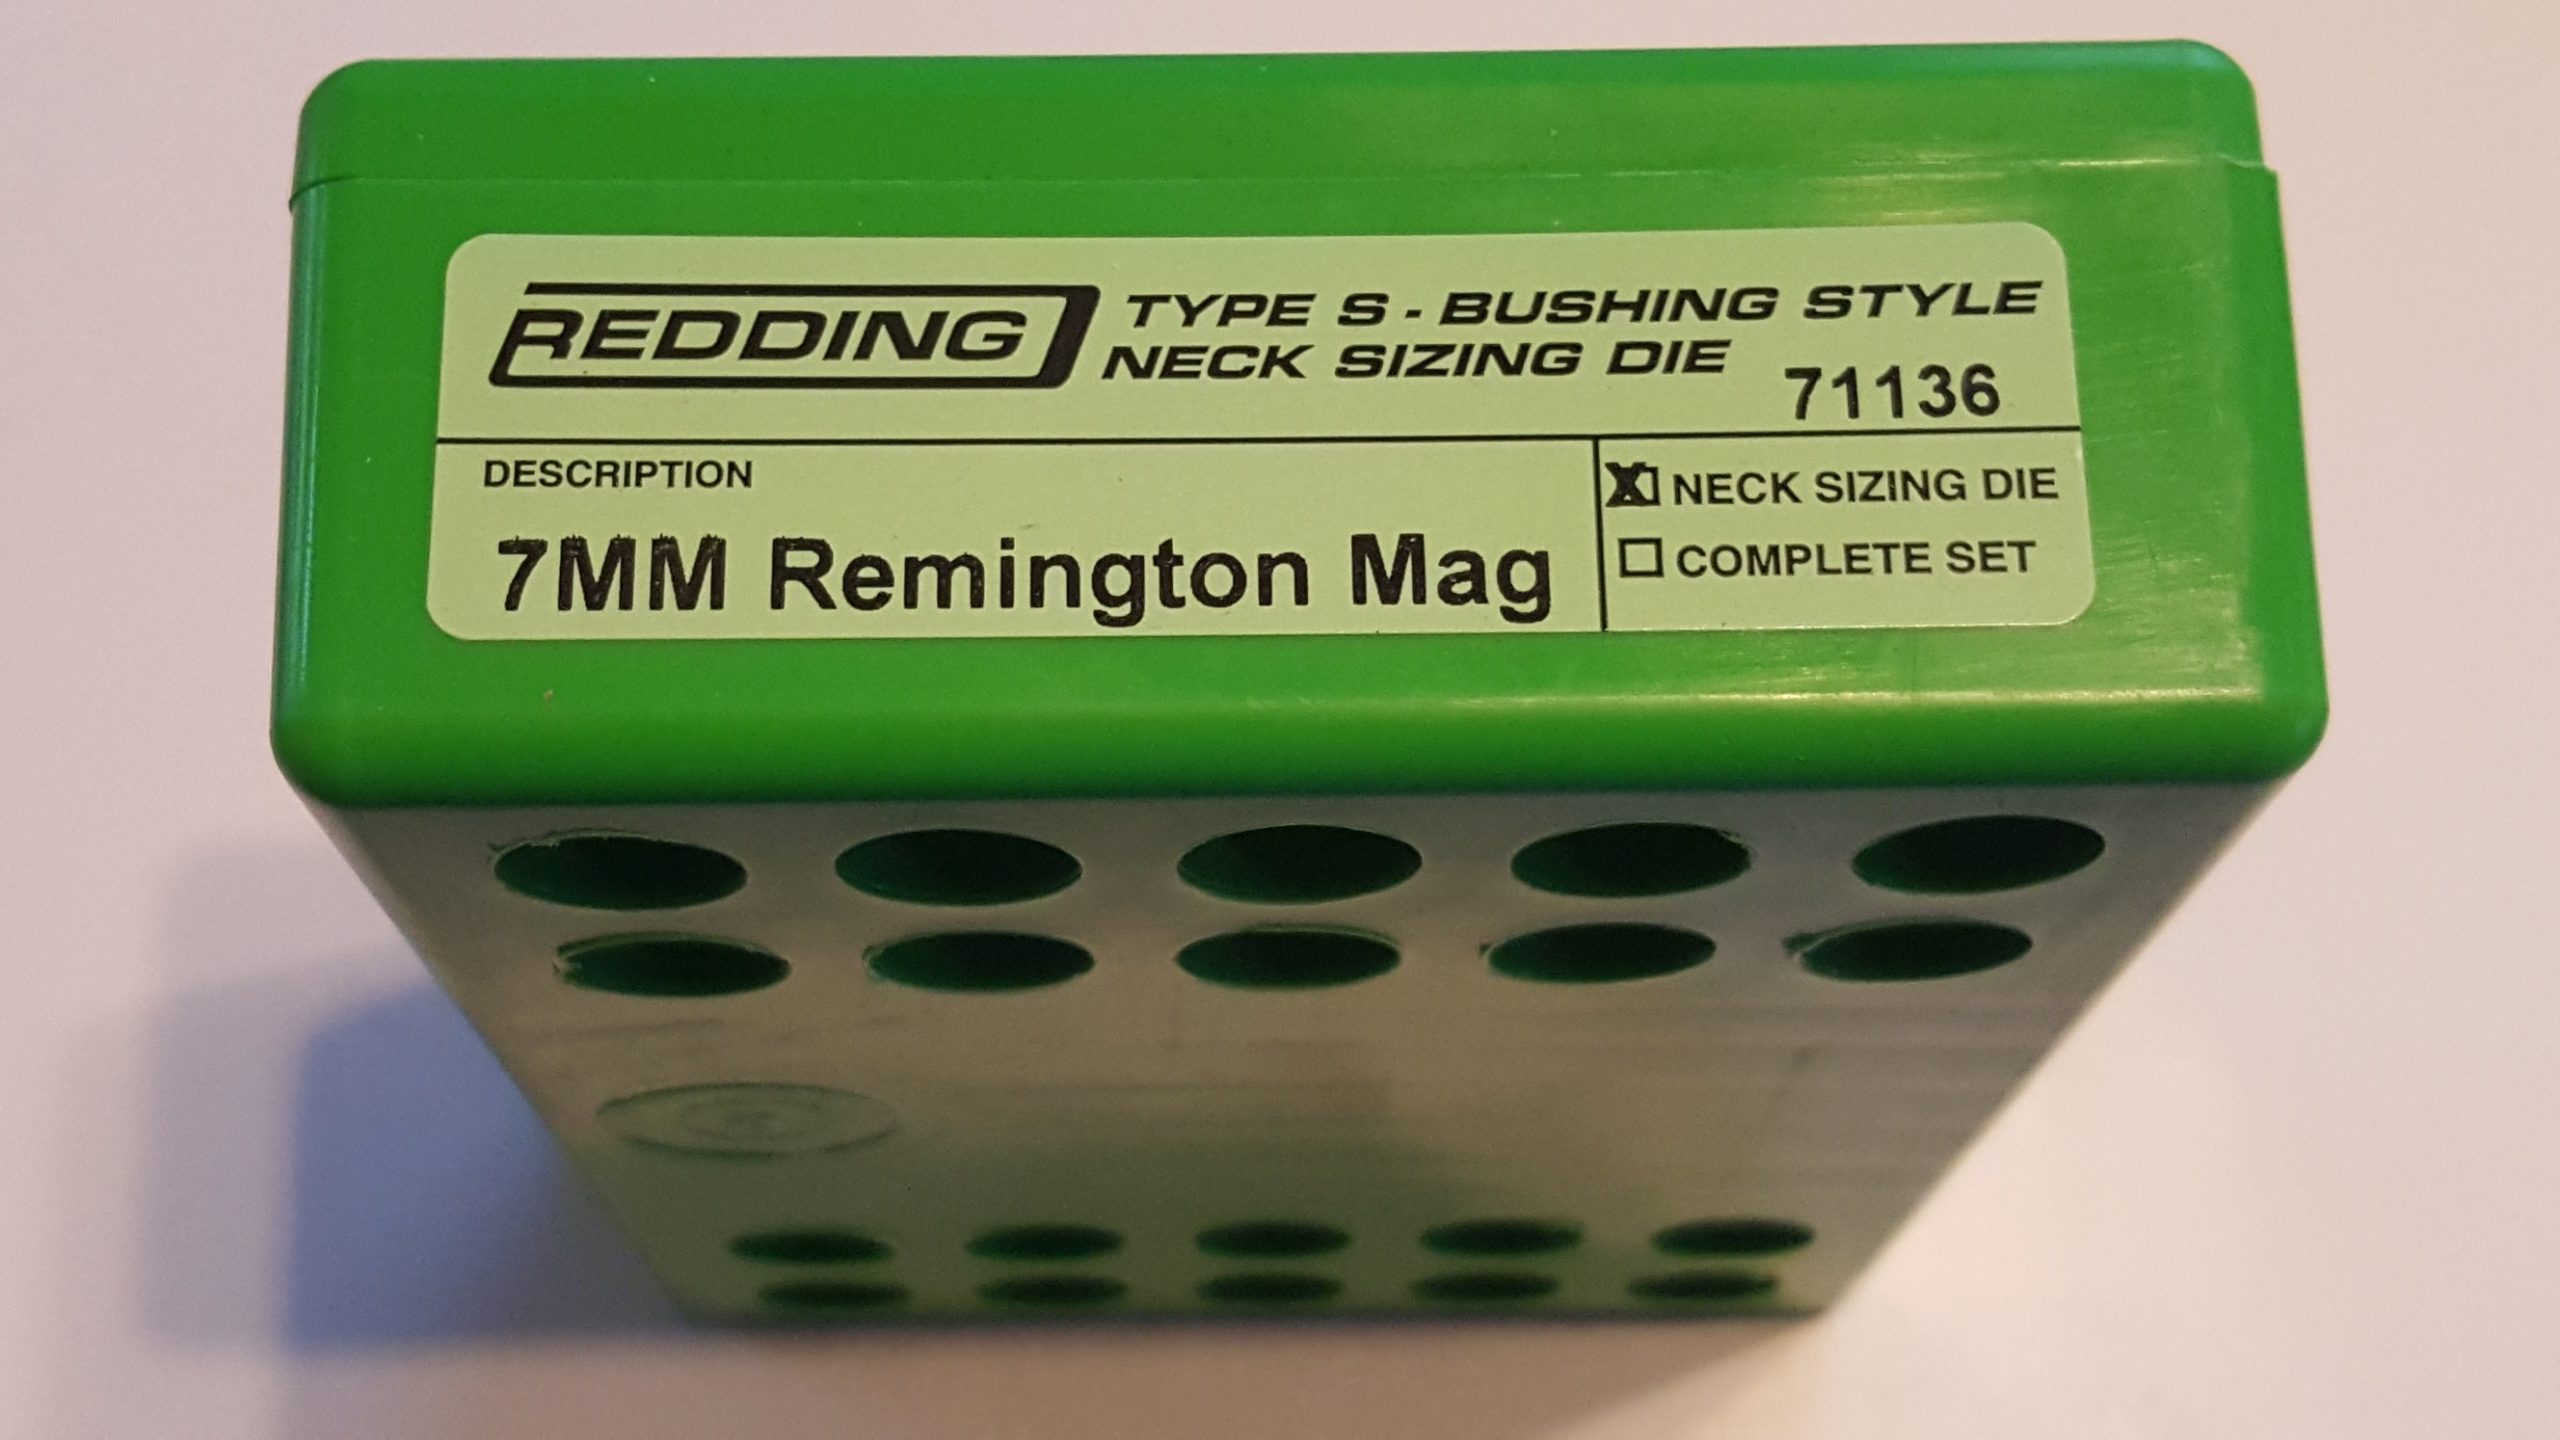 REDDING TYPE S - BUSHING STYLE
NECK SIZING DIE 71136
DESCRIPTION
7MM Remington Mag
X NECK SIZING DIE
COMPLETE SET